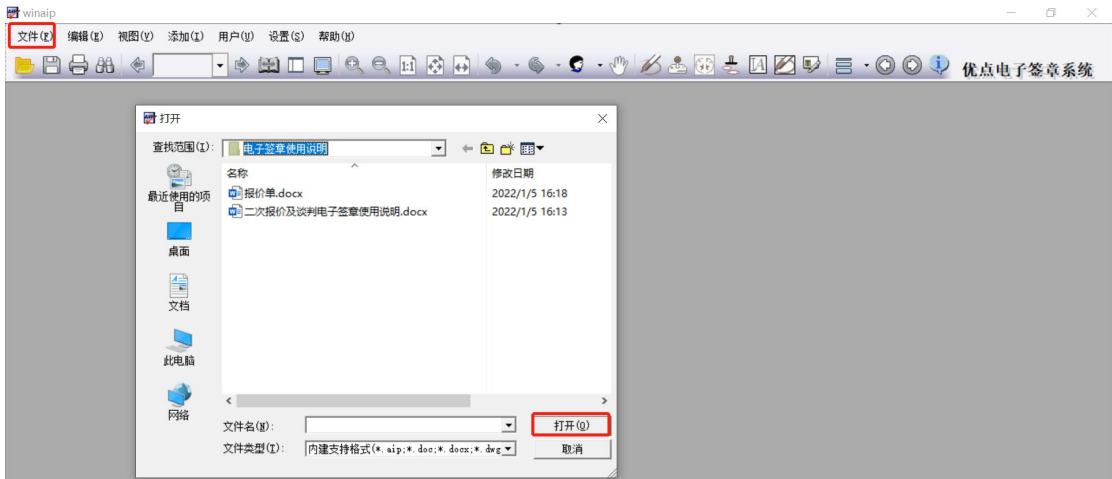 winaip
文件(F) 编辑(E) 视图(V) 添加(I) 用户(U) 设置(S) 帮助(H)
优点电子签章系统
打开
查找范围(I): 电子签章使用说明
名称 修改日期
报价单.docx 2022/1/5 16:18
二次报价及谈判电子签章使用说明.docx 2022/1/5 16:13
最近使用的项目
桌面
文档
此电脑
网络
文件名(N): 打开(O)
文件类型(T): 内建支持格式(*.aip;*.doc;*.docx;*.dwg 取消